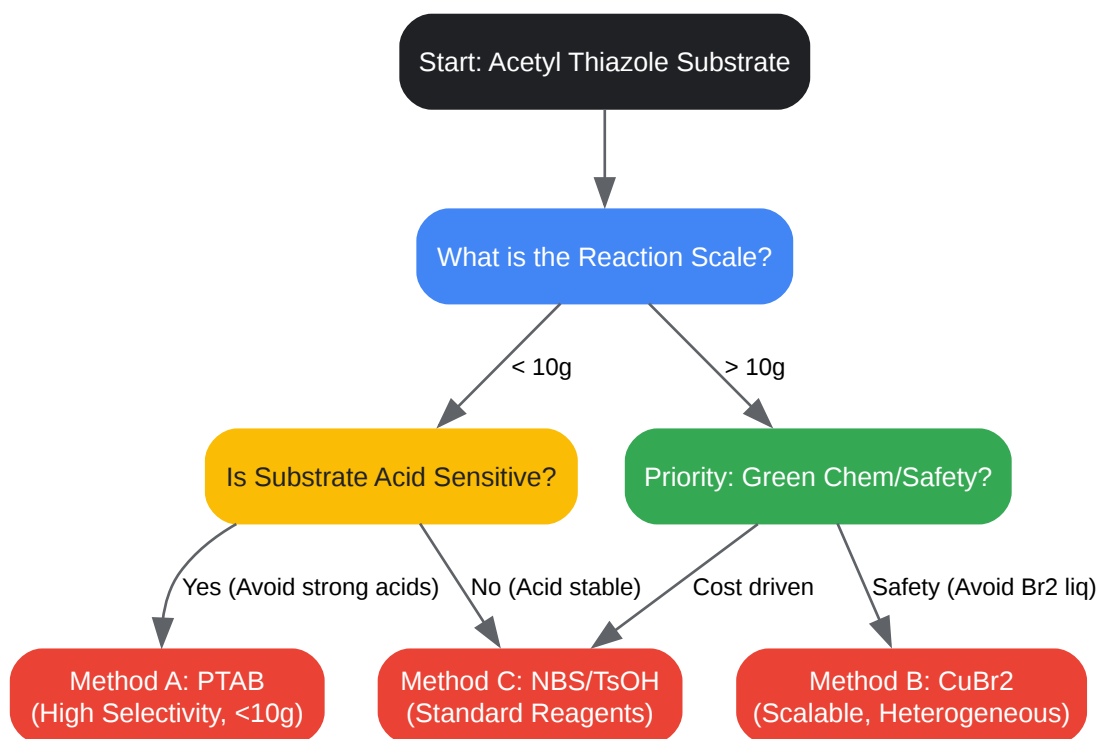 Start: Acetyl Thiazole Substrate
What is the Reaction Scale?
< 10g
> 10g
Is Substrate Acid Sensitive?
Priority: Green Chem/Safety?
Yes (Avoid strong acids)
No (Acid stable)
Cost driven
Safety (Avoid Br2 liq)
Method A: PTAB
(High Selectivity, <10g)
Method C: NBS/TsOH
(Standard Reagents)
Method B: CuBr2
(Scalable, Heterogeneous)